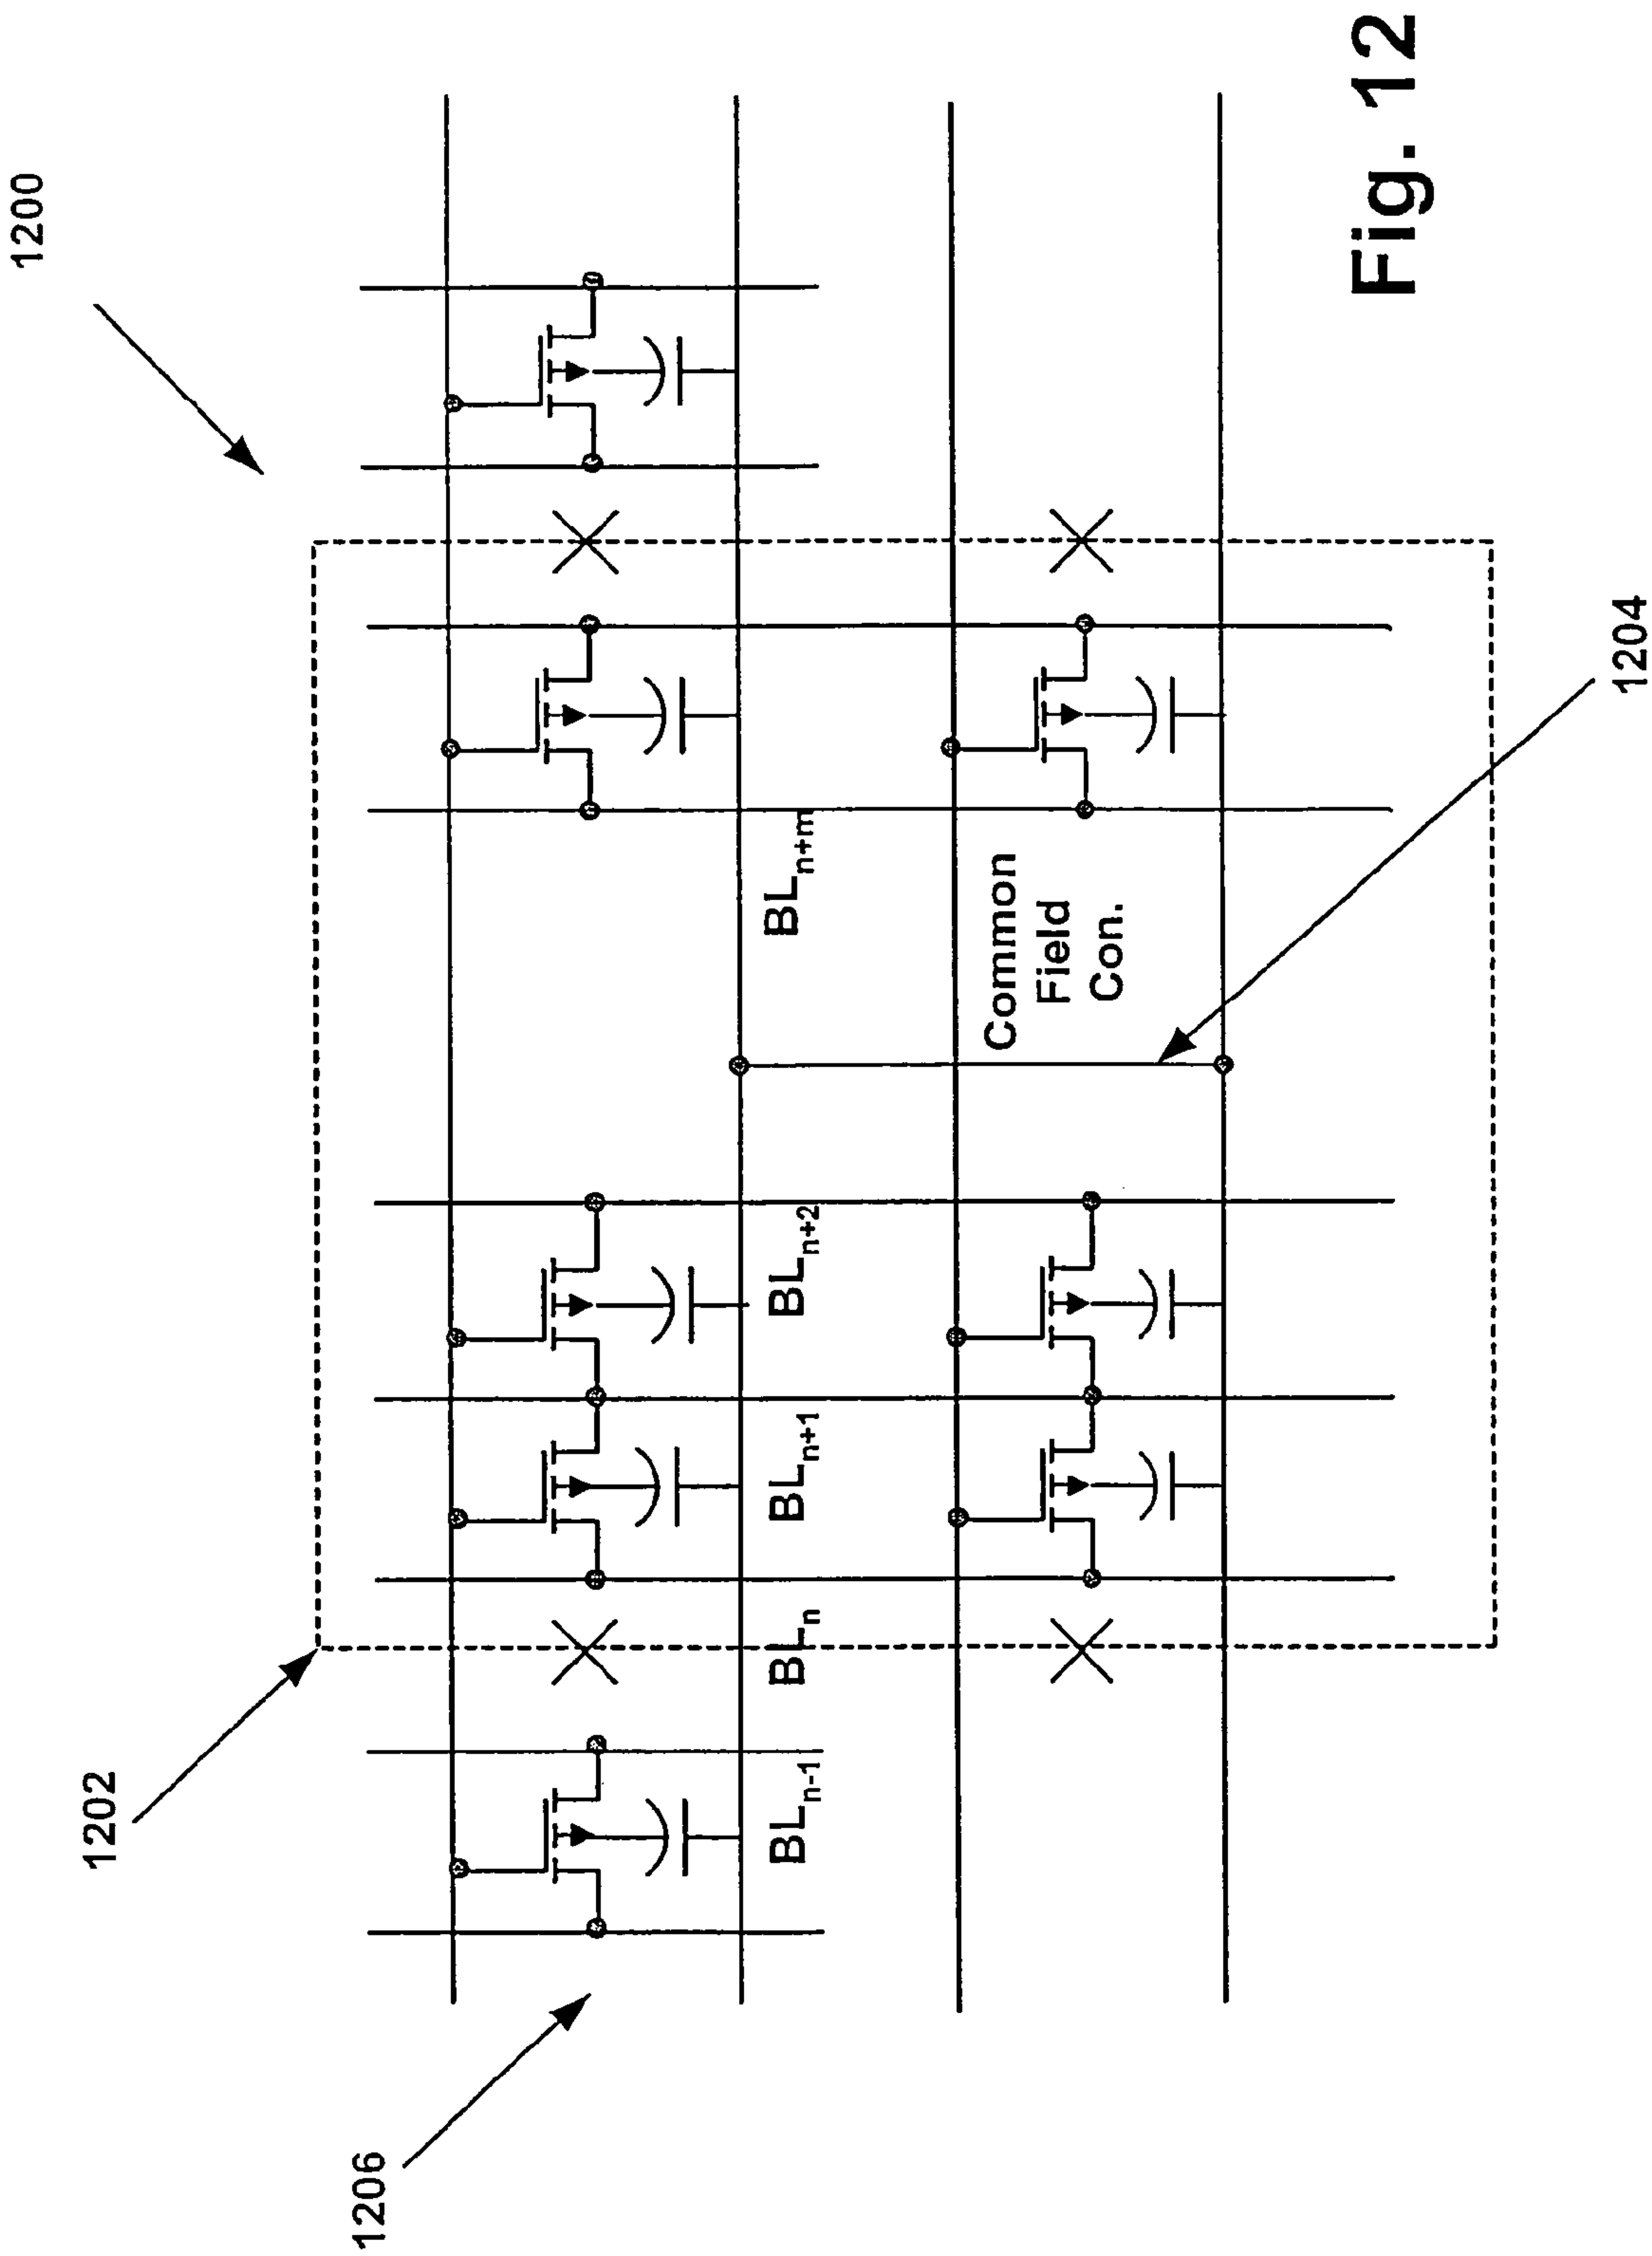 1200
1202
1206
BLn-1
BLn
BLn+1
BLn+2
BLn+m
Common
Field
Con.
1204
Fig. 12